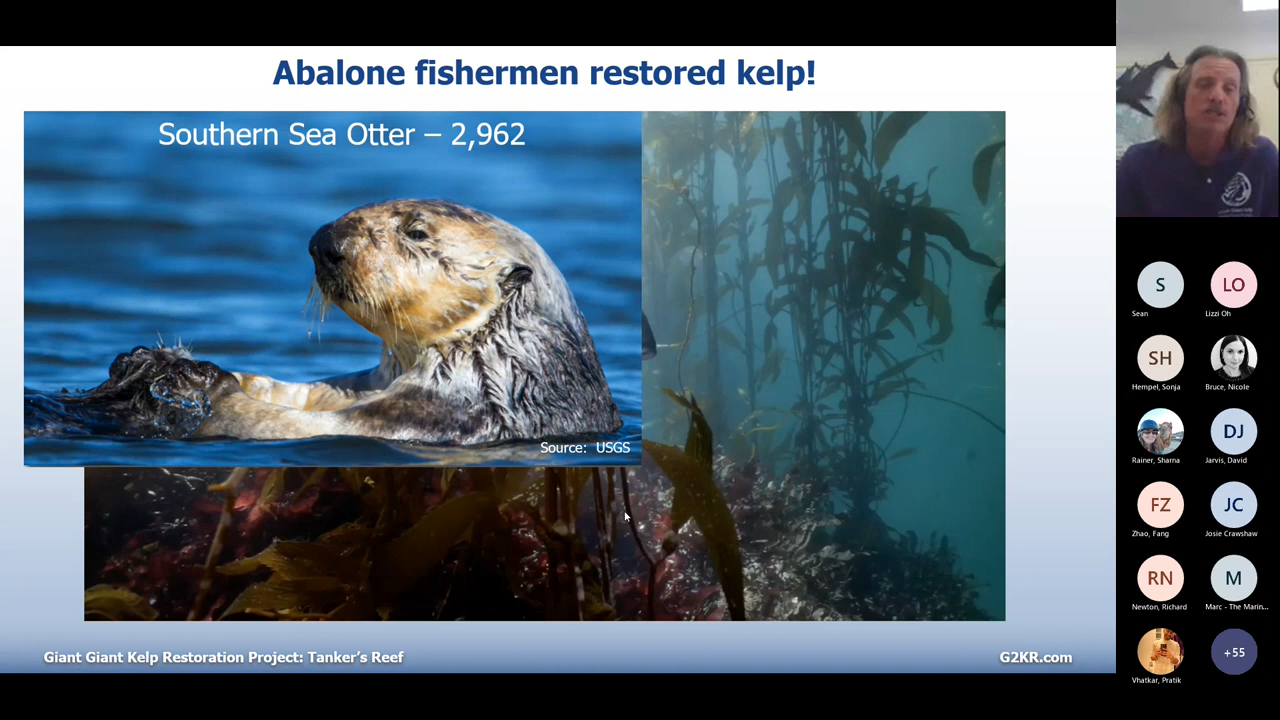 Abalone fishermen restored kelp!
Southern Sea Otter – 2,962
Source: USGS
Giant Giant Kelp Restoration Project: Tanker's Reef
G2KR.com
S
LO
Sean
Lizzi Oh
SH
Hempel, Sonja
Bruce, Nicole
DJ
Rainer, Sharna
Jarvis, David
FZ
JC
Zhao, Fang
Josie Crawshaw
RN
M
Newton, Richard
Marc - The Marin...
+55
Vhatkar, Pratik